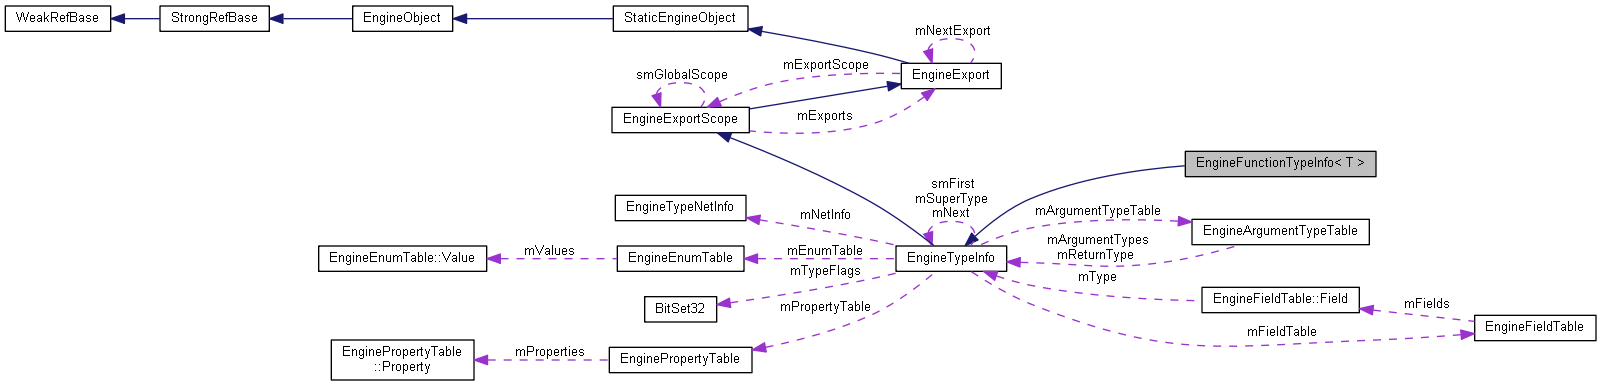 WeakRefBase
StrongRefBase
EngineObject
StaticEngineObject
mNextExport
mExportScope
EngineExport
smGlobalScope
EngineExportScope
mExports
EngineFunctionTypeInfo< T >
smFirst
mSuperType
mNext
mArgumentTypeTable
EngineTypeNetInfo
mNetInfo
EngineArgumentTypeTable
mArgumentTypes
mReturnType
EngineEnumTable::Value
mValues
EngineEnumTable
mEnumTable
EngineTypeInfo
mTypeFlags
mType
BitSet32
mPropertyTable
EngineFieldTable::Field
mFields
EngineFieldTable
mFieldTable
EnginePropertyTable
::Property
mProperties
EnginePropertyTable